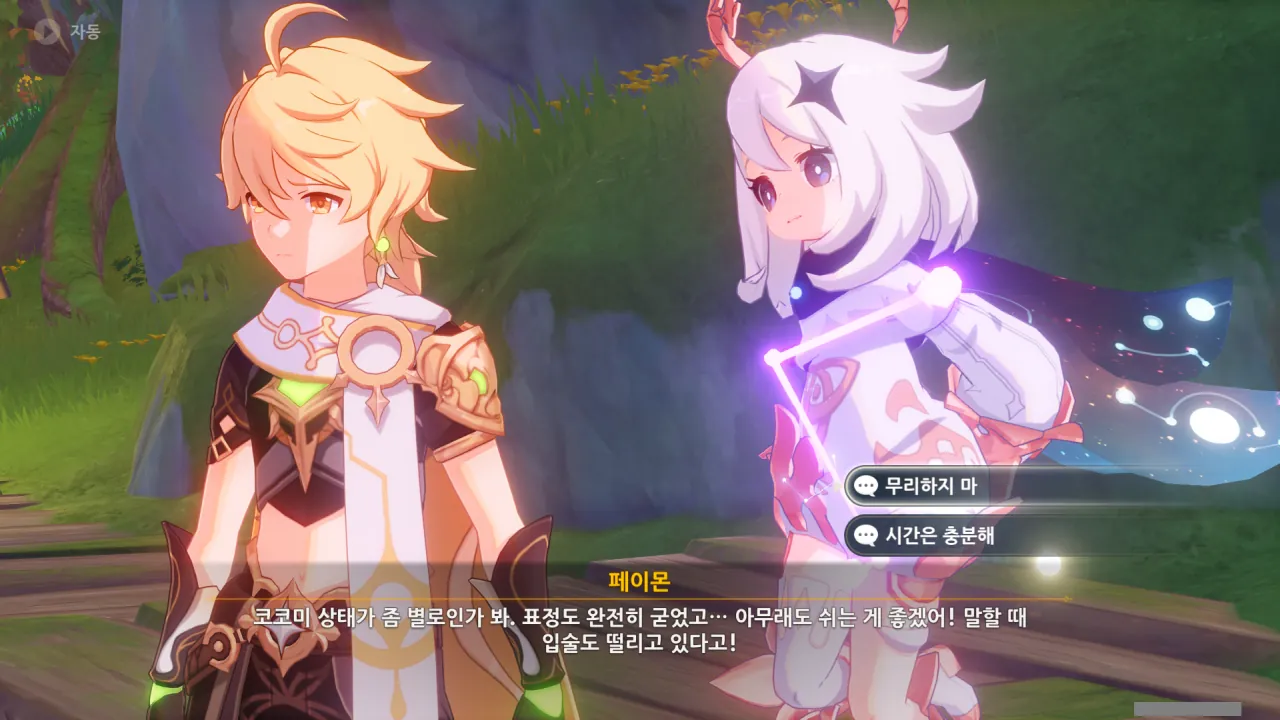 자동
무리하지 마
시간은 충분해
페이몬
코코미 상태가 좀 별로인가 봐. 표정도 완전히 굳었고… 아무래도 쉬는 게 좋겠어! 말할 때
입술도 떨리고 있다고!